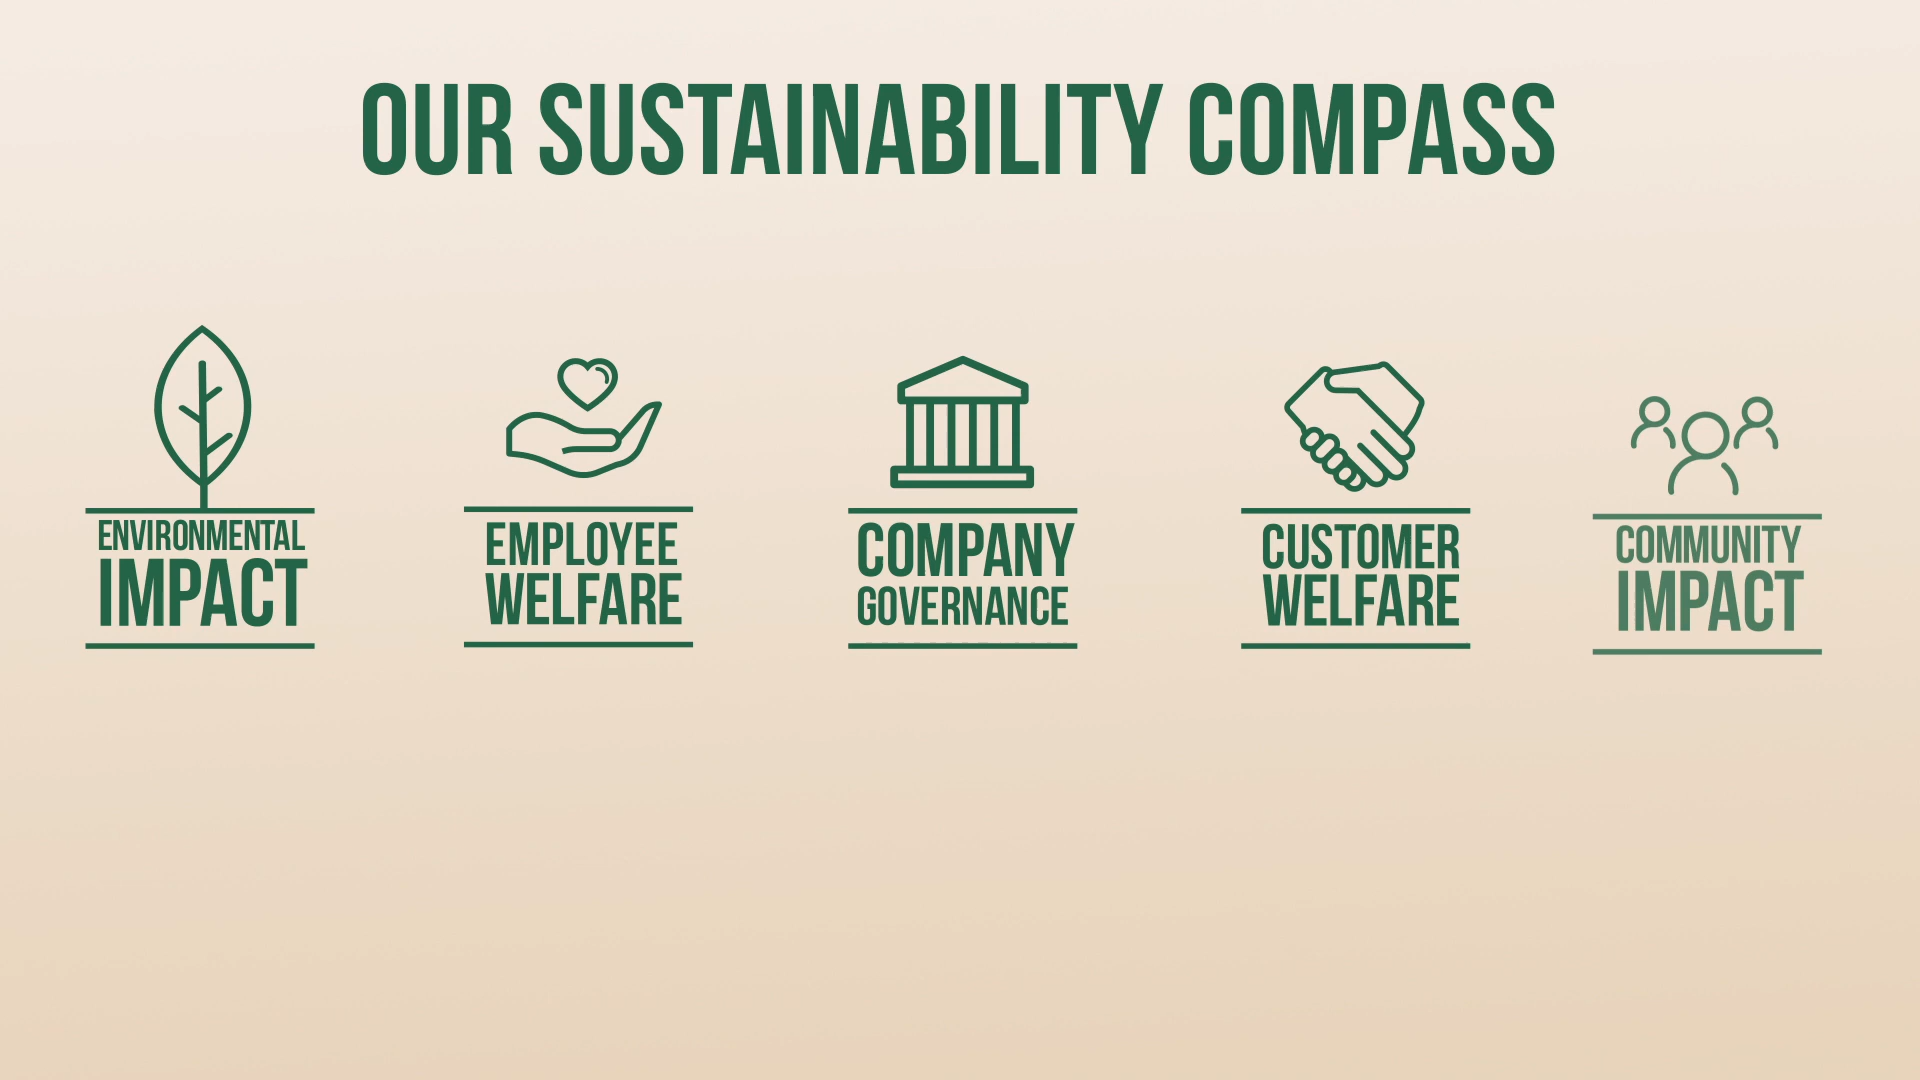 OUR SUSTAINABILITY COMPASS
ENVIRONMENTAL
IMPACT
EMPLOYEE
WELFARE
COMPANY
GOVERNANCE
CUSTOMER
WELFARE
COMMUNITY
IMPACT